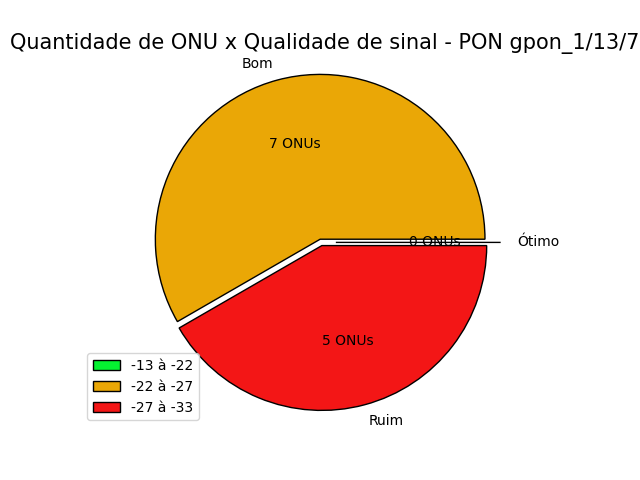 Quantidade de ONU x Qualidade de sinal - PON gpon_1/13/7
Bom
7 ONUs
0 ONUs
Ótimo
5 ONUs
-13 à -22
-22 à -27
-27 à -33
Ruim